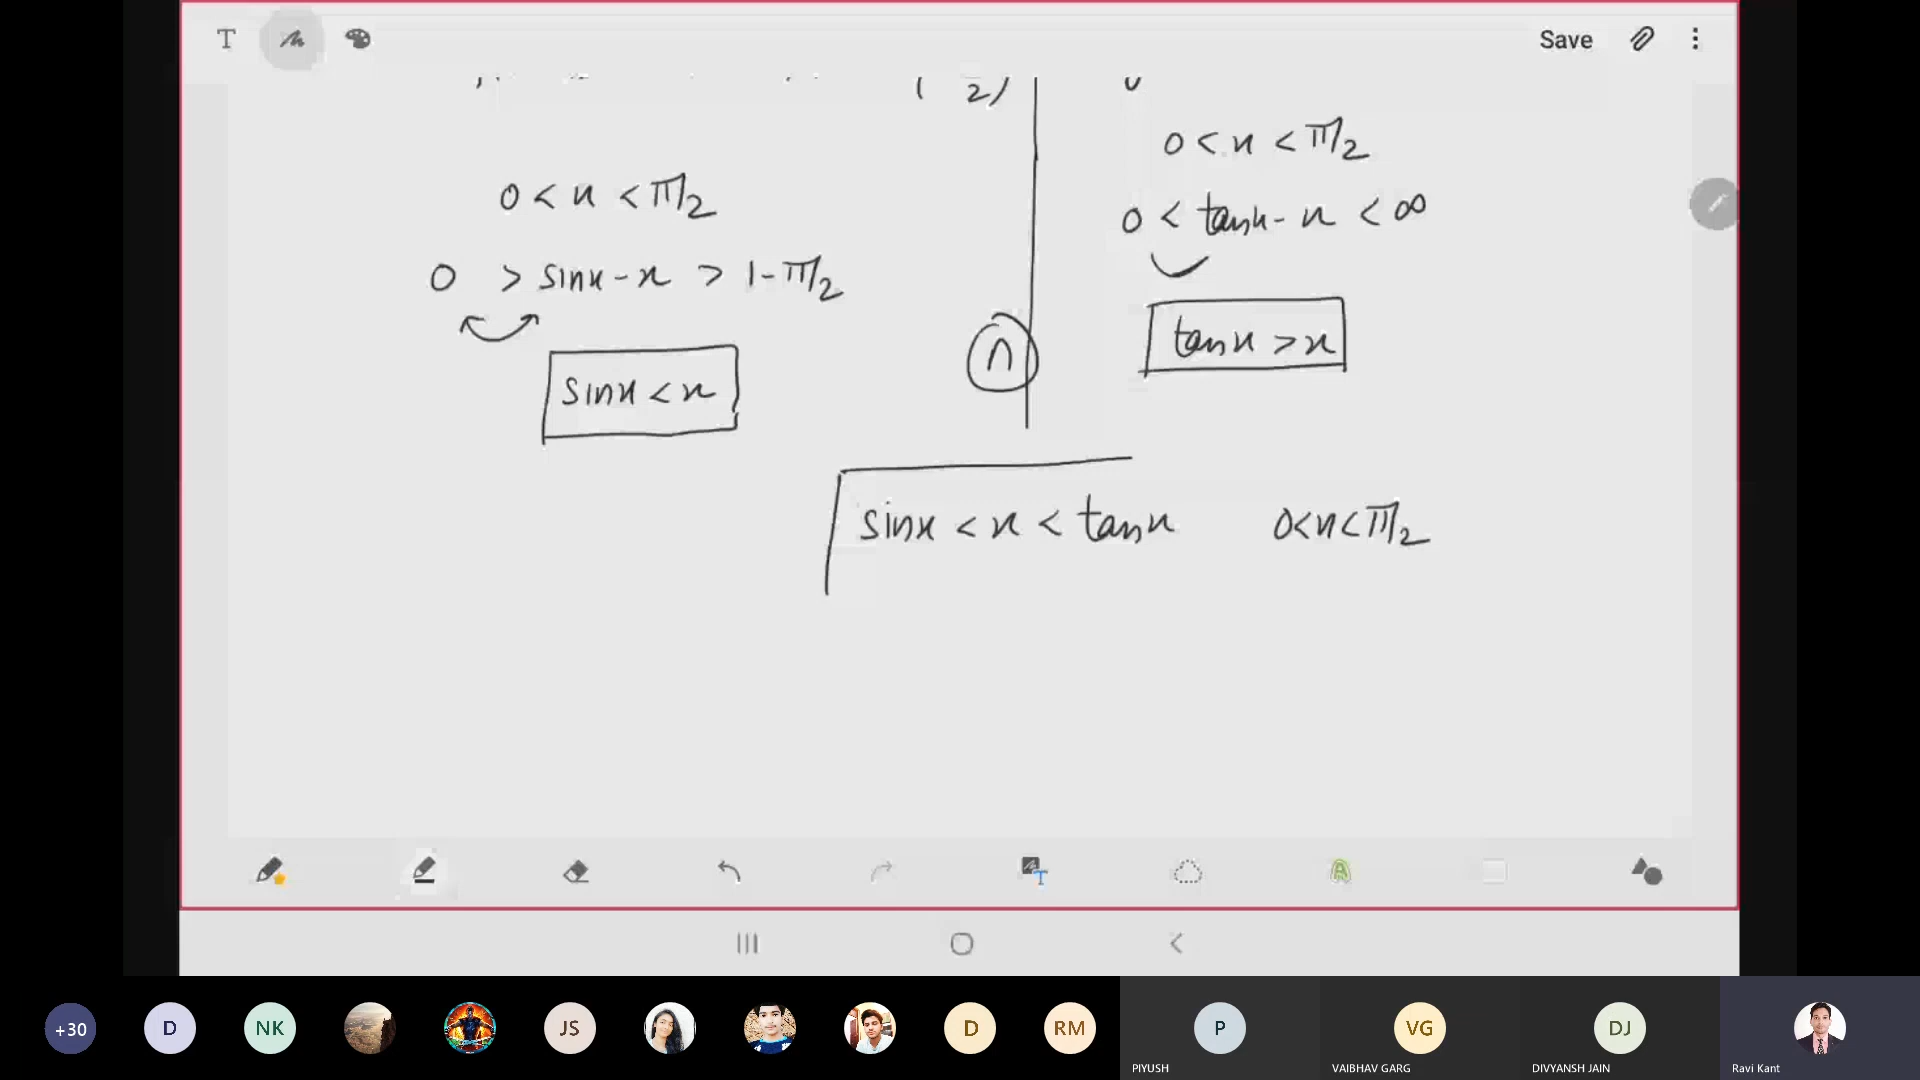 T
Save
2)
0 < x < π/2
0 > sinx - x > 1 - π/2
sinx < x
∩
0 < x < π/2
0 < tanx - x < ∞
tanx > x
sinx < x < tanx 0<x<π/2
T
A
+30
D
NK
JS
D
RM
P
PIYUSH
VG
VAIBHAV GARG
DJ
DIVYANSH JAIN
Ravi Kant